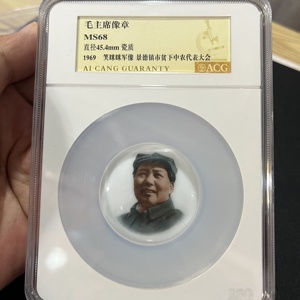 毛主席像章
MS68
直径45.4mm 瓷质
1969 笑眯眯军像 景德镇市贫下中农代表大会
AI CANG GUARANTY ACG